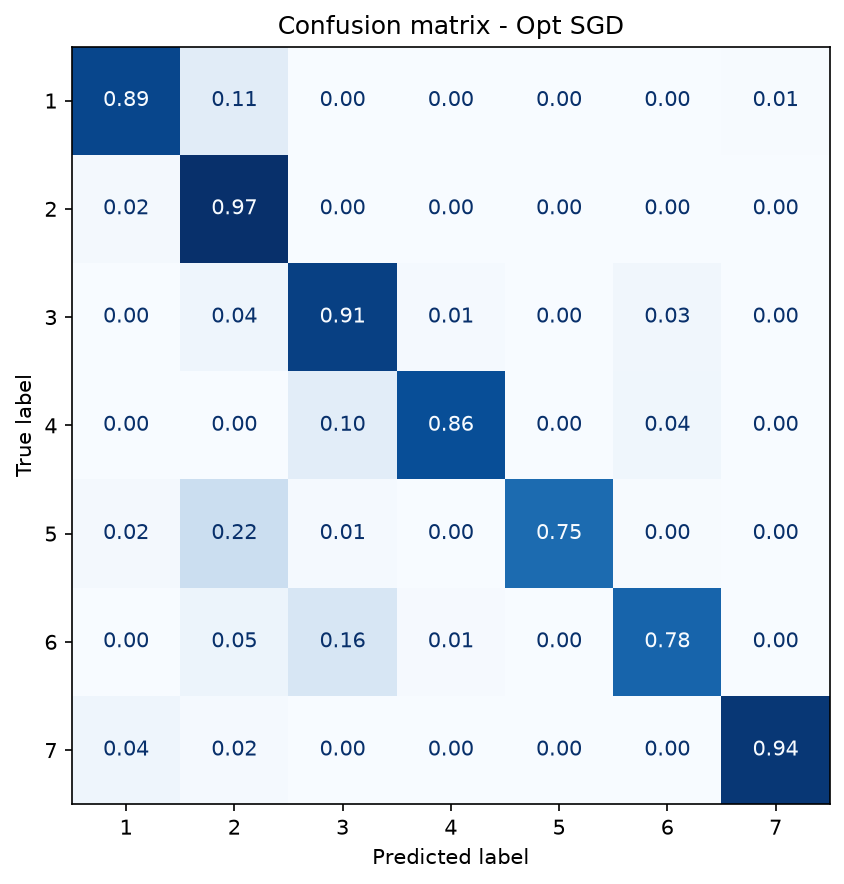 Confusion matrix - Opt SGD
1 0.89 0.11 0.00 0.00 0.00 0.00 0.01
2 0.02 0.97 0.00 0.00 0.00 0.00 0.00
3 0.00 0.04 0.91 0.01 0.00 0.03 0.00
4 0.00 0.00 0.10 0.86 0.00 0.04 0.00
5 0.02 0.22 0.01 0.00 0.75 0.00 0.00
6 0.00 0.05 0.16 0.01 0.00 0.78 0.00
7 0.04 0.02 0.00 0.00 0.00 0.00 0.94
1 2 3 4 5 6 7
True label
Predicted label